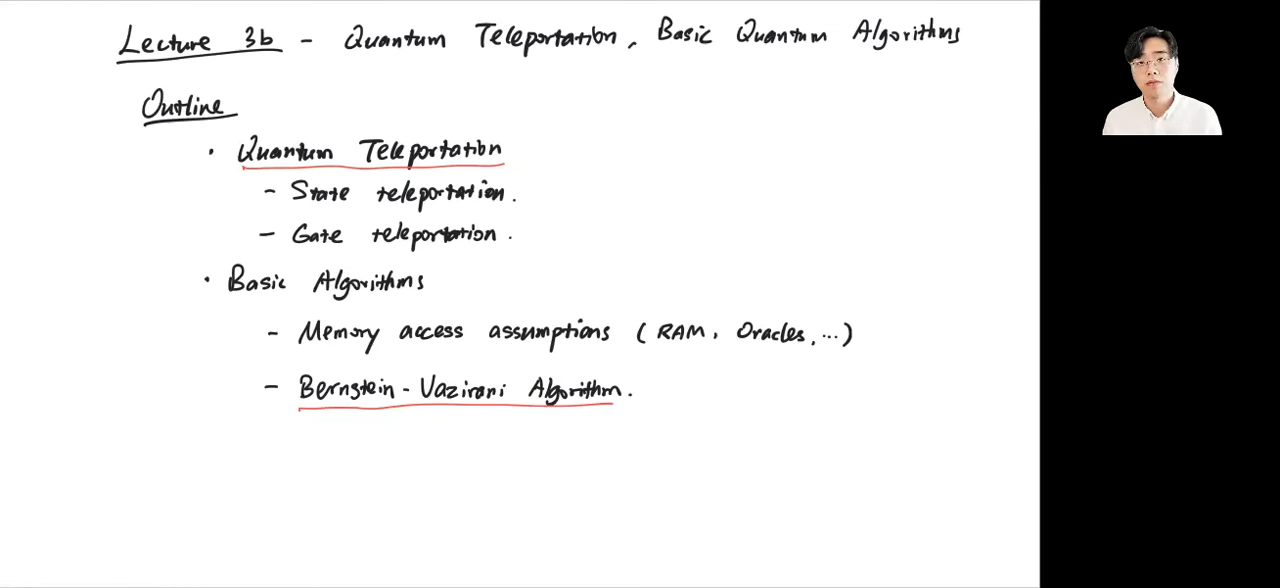 Lecture 3b - Quantum Teleportation, Basic Quantum Algorithms
Outline
• Quantum Teleportation
- State teleportation.
- Gate teleportation.
• Basic Algorithms
- Memory access assumptions (RAM, Oracles, ...)
- Bernstein-Vazirani Algorithm.